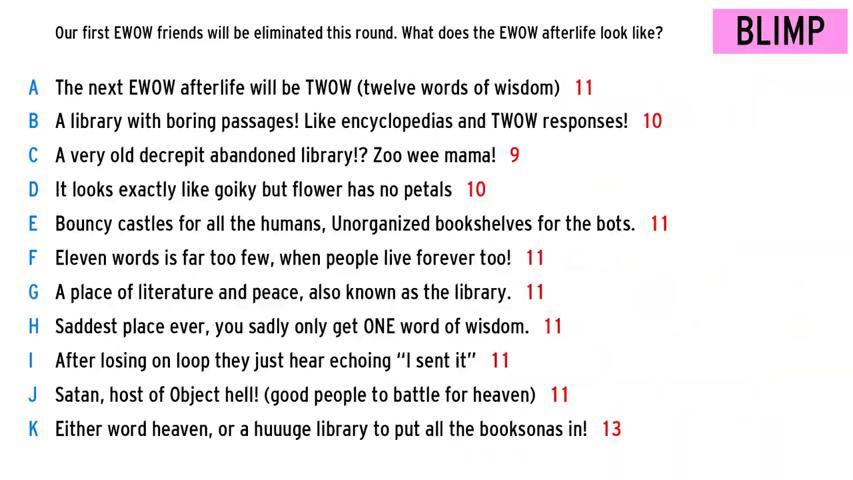 Our first EWOW friends will be eliminated this round. What does the EWOW afterlife look like?
BLIMP
A The next EWOW afterlife will be TWOW (twelve words of wisdom) 11
B A library with boring passages! Like encyclopedias and TWOW responses! 10
C A very old decrepit abandoned library!? Zoo wee mama! 9
D It looks exactly like goiky but flower has no petals 10
E Bouncy castles for all the humans, Unorganized bookshelves for the bots. 11
F Eleven words is far too few, when people live forever too! 11
G A place of literature and peace, also known as the library. 11
H Saddest place ever, you sadly only get ONE word of wisdom. 11
I After losing on loop they just hear echoing “I sent it” 11
J Satan, host of Object hell! (good people to battle for heaven) 11
K Either word heaven, or a huuuge library to put all the booksonas in! 13